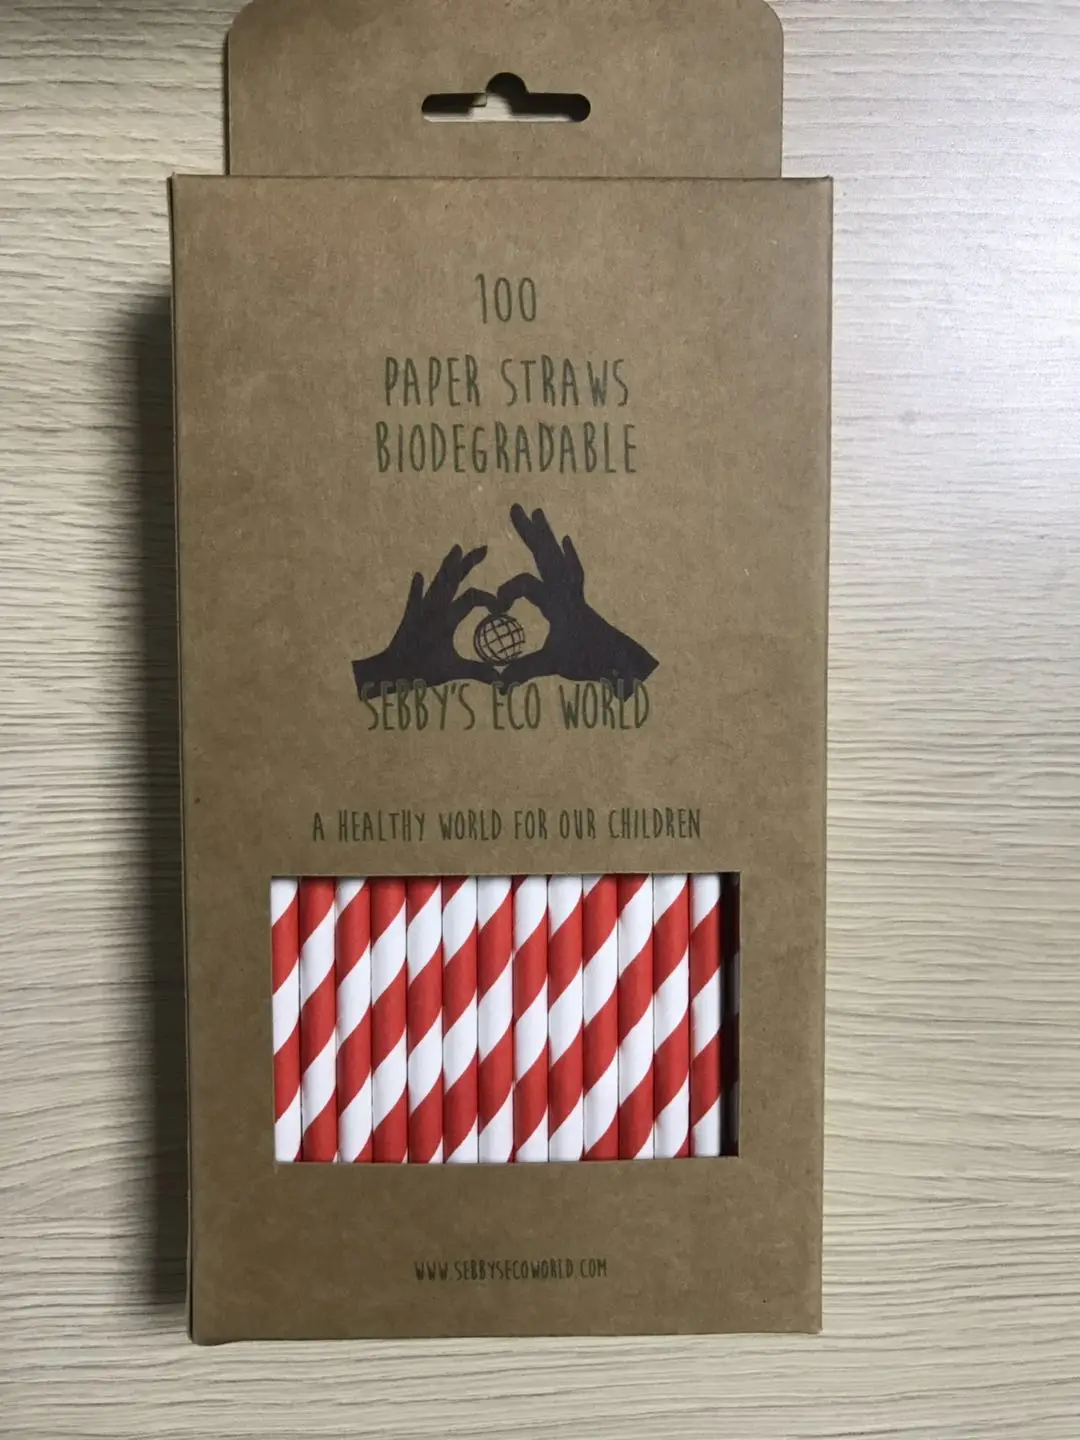 100
PAPER STRAWS
BIODEGRADABLE
SEBBY'S ECO WORLD
A HEALTHY WORLD FOR OUR CHILDREN
WWW.SEBBYSECOWORLD.COM